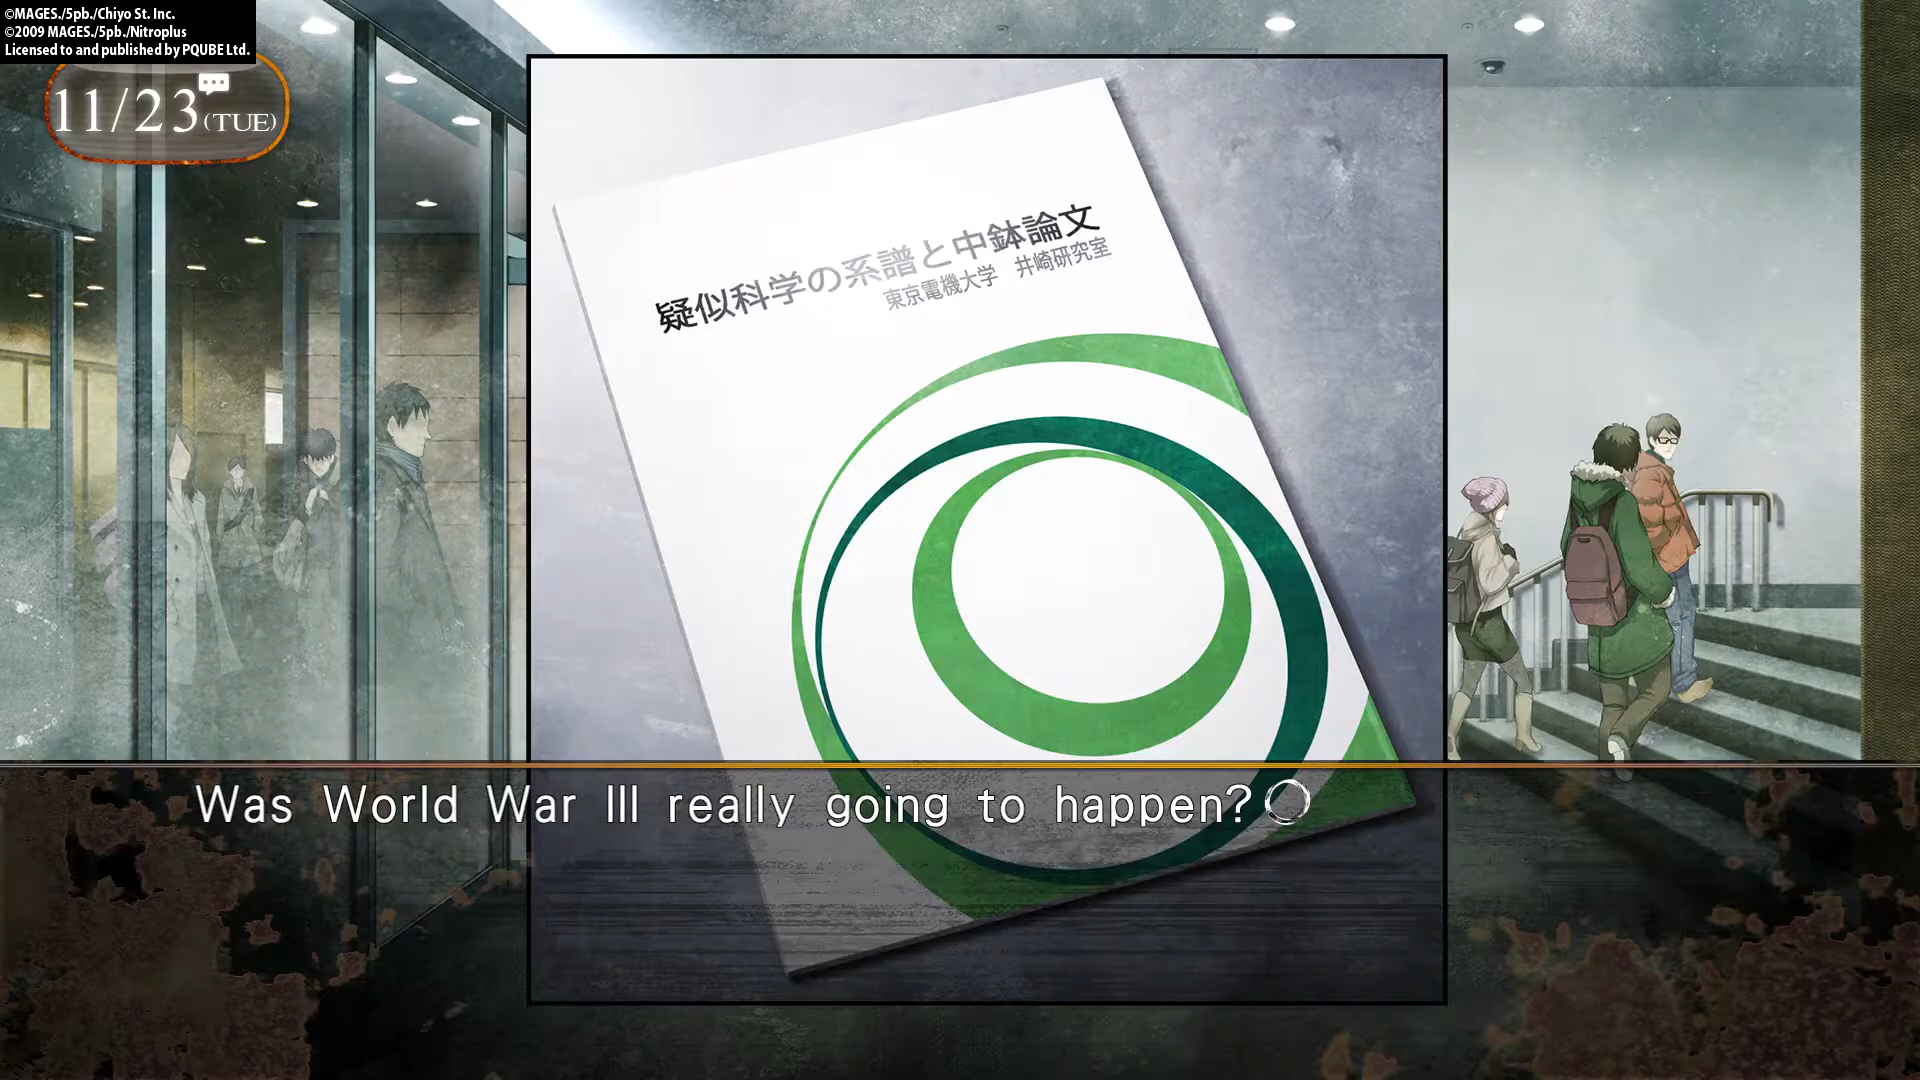 ©MAGES./5pb./Chiyo St. Inc.
©2009 MAGES./5pb./Nitroplus
Licensed to and published by PQUBE Ltd.
11/23(TUE)
疑似科学の系譜と中鉢論文
東京電機大学 井崎研究室
Was World War III really going to happen?